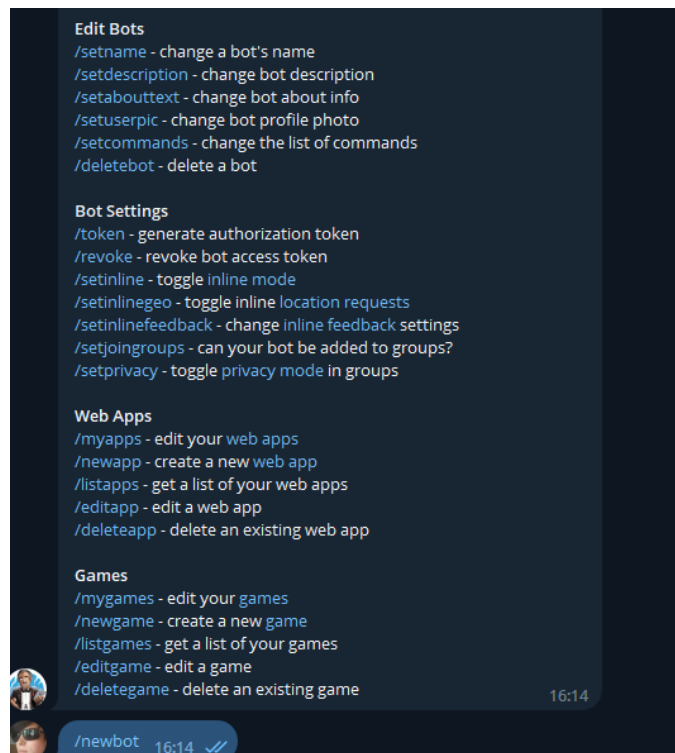 Edit Bots
/setname - change a bot's name
/setdescription - change bot description
/setabouttext - change bot about info
/setuserpic - change bot profile photo
/setcommands - change the list of commands
/deletebot - delete a bot
Bot Settings
/token - generate authorization token
/revoke - revoke bot access token
/setinline - toggle inline mode
/setinlinegeo - toggle inline location requests
/setinlinefeedback - change inline feedback settings
/setjoingroups - can your bot be added to groups?
/setprivacy - toggle privacy mode in groups
Web Apps
/myapps - edit your web apps
/newapp - create a new web app
/listapps - get a list of your web apps
/editapp - edit a web app
/deleteapp - delete an existing web app
Games
/mygames - edit your games
/newgame - create a new game
/listgames - get a list of your games
/editgame - edit a game
/deletegame - delete an existing game 16:14
/newbot 16:14